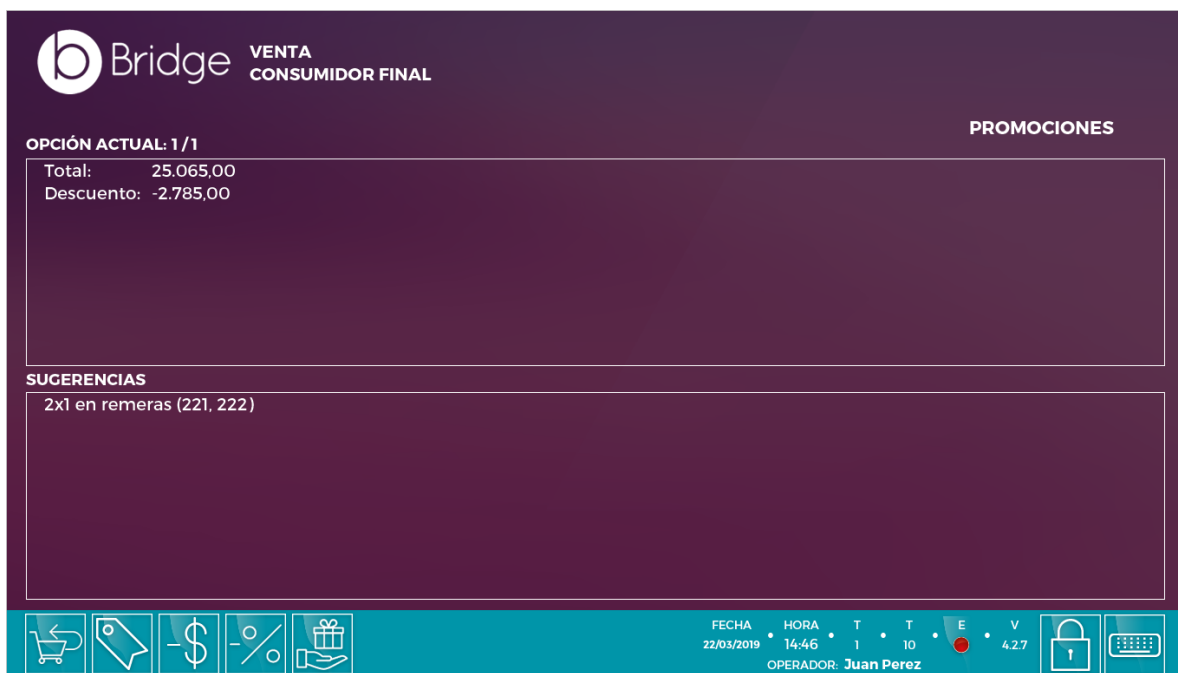 b Bridge
VENTA
CONSUMIDOR FINAL
PROMOCIONES
OPCIÓN ACTUAL: 1 / 1
Total: 25.065,00
Descuento: -2.785,00
SUGERENCIAS
2x1 en remeras (221, 222)
-$ -%
FECHA HORA T T E V
22/03/2019 14:46 1 10 4.2.7
OPERADOR: Juan Perez